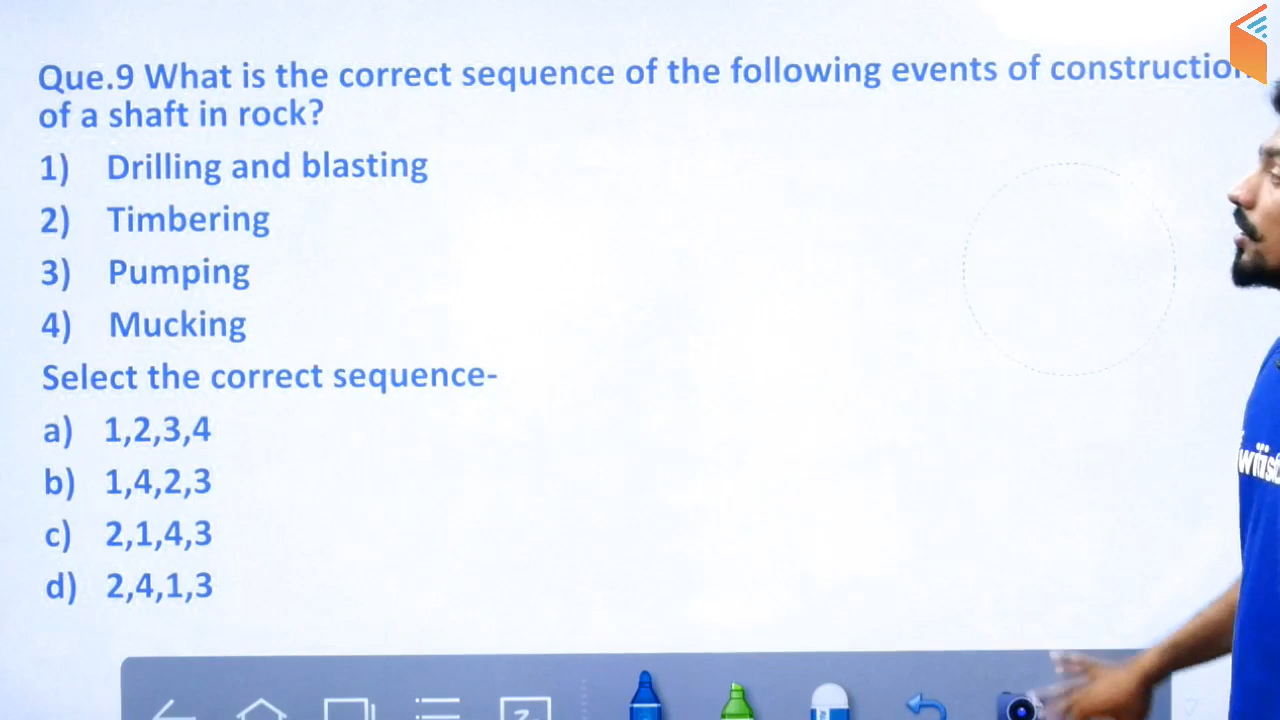 Que.9 What is the correct sequence of the following events of construction
of a shaft in rock?
1) Drilling and blasting
2) Timbering
3) Pumping
4) Mucking
Select the correct sequence-
a) 1,2,3,4
b) 1,4,2,3
c) 2,1,4,3
d) 2,4,1,3